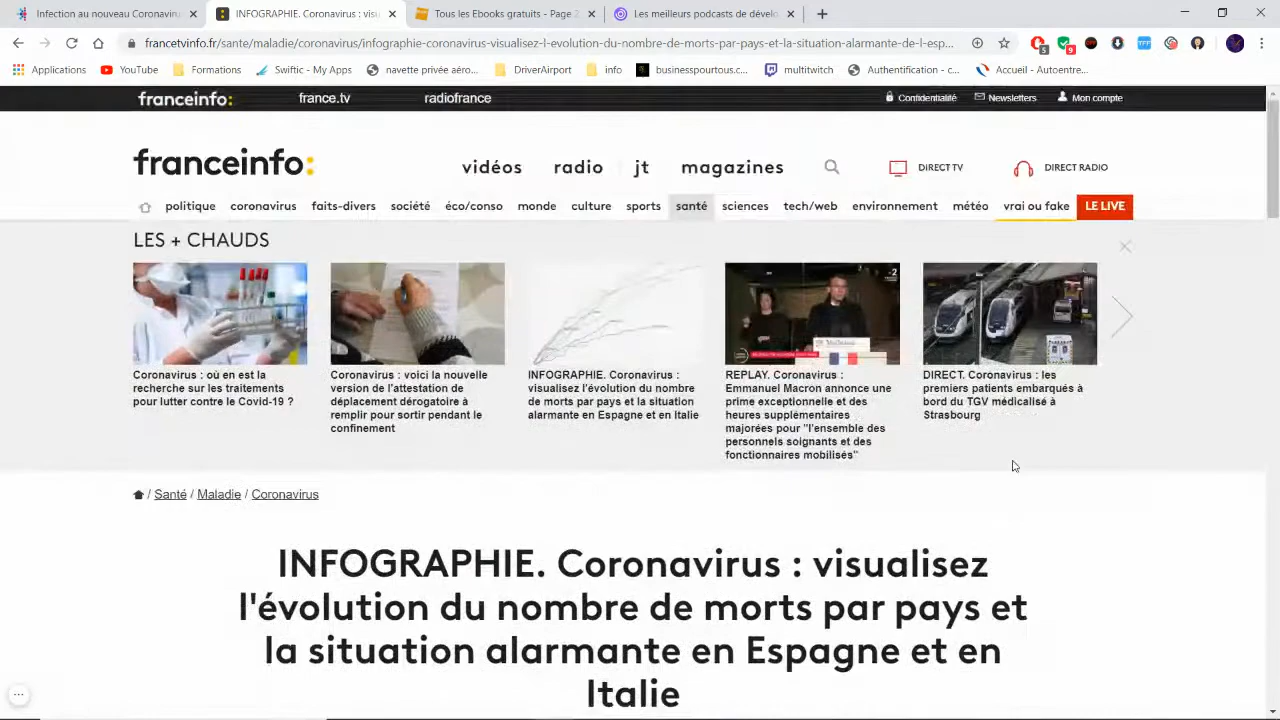 Infection au nouveau Coronaviru
INFOGRAPHIE. Coronavirus : visu
Tous les Ebooks gratuits - Page 2
Les meilleurs podcasts de dévelo
francetvinfo.fr/sante/maladie/coronavirus/infographie-coronavirus-visualisez-l-evolution-du-nombre-de-morts-par-pays-et-la-situation-alarmante-de-l-esp...
5
9
TFF
Applications
YouTube
Formations
Swiftic - My Apps
navette privée aéro...
DriverAirport
info
businesspourtous.c...
multitwitch
Authentification - c...
Accueil - Autoentre...
franceinfo:
france.tv
radiofrance
Confidentialité
Newsletters
Mon compte
franceinfo:
vidéos
radio
jt
magazines
DIRECT TV
DIRECT RADIO
politique
coronavirus
faits-divers
société
éco/conso
monde
culture
sports
santé
sciences
tech/web
environnement
météo
vrai ou fake
LE LIVE
LES + CHAUDS
Coronavirus : où en est la
recherche sur les traitements
pour lutter contre le Covid-19 ?
Coronavirus : voici la nouvelle
version de l'attestation de
déplacement dérogatoire à
remplir pour sortir pendant le
confinement
INFOGRAPHIE. Coronavirus :
visualisez l'évolution du nombre
de morts par pays et la situation
alarmante en Espagne et en Italie
REPLAY. Coronavirus :
Emmanuel Macron annonce une
prime exceptionnelle et des
heures supplémentaires
majorées pour "l'ensemble des
personnels soignants et des
fonctionnaires mobilisés"
DIRECT. Coronavirus : les
premiers patients embarqués à
bord du TGV médicalisé à
Strasbourg
/ Santé / Maladie / Coronavirus
INFOGRAPHIE. Coronavirus : visualisez
l'évolution du nombre de morts par pays et
la situation alarmante en Espagne et en
Italie